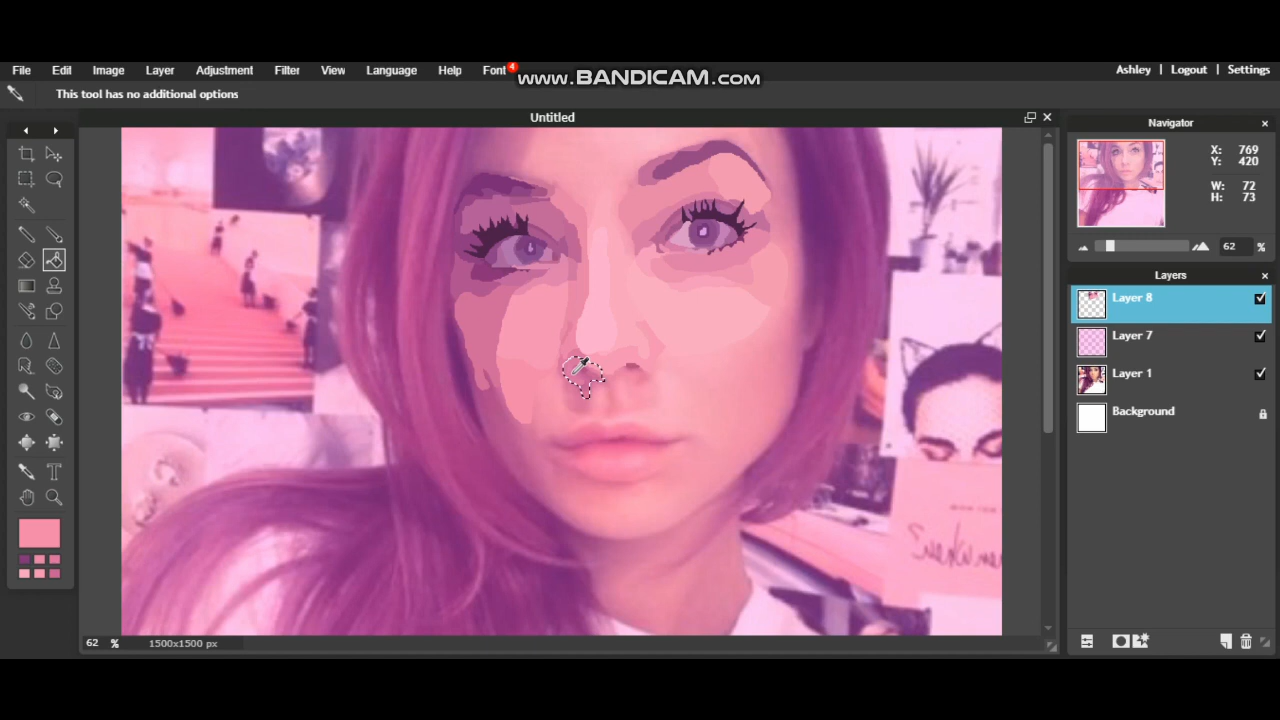 www.BANDICAM.com
File Edit Image Layer Adjustment Filter View Language Help Font 4 Ashley | Logout | Settings
This tool has no additional options
Untitled
Navigator
X: 769
Y: 420
W: 72
H: 73
62 %
Layers
Layer 8
Layer 7
Layer 1
Background
62 % 1500x1500 px